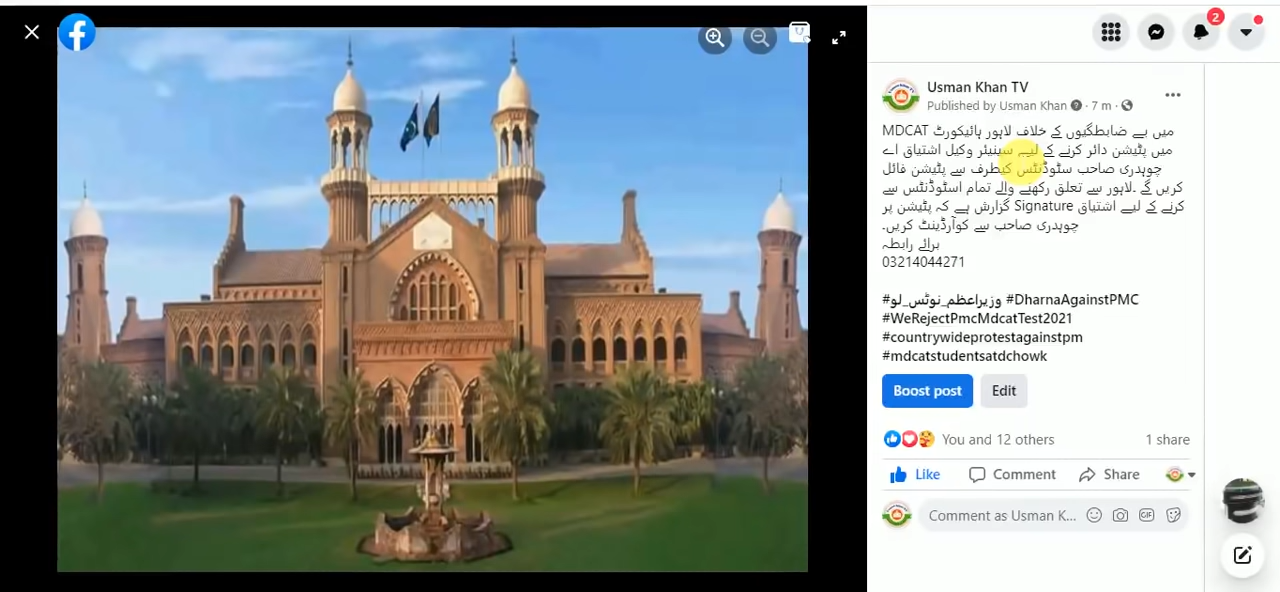 2
Usman Khan TV
Published by Usman Khan · 7 m ·
MDCAT میں بے ضابطگیوں کے خلاف لاہور ہائیکورٹ
میں پٹیشن دائر کرنے کے لیے سینیئر وکیل اشتیاق اے
چوہدری صاحب سٹوڈنٹس کیطرف سے پٹیشن فائل
کریں گے ۔لاہور سے تعلق رکھنے والے تمام اسٹوڈنٹس سے
گزارش ہے کہ پٹیشن پر Signature کرنے کے لیے اشتیاق
چوہدری صاحب سے کوآرڈینٹ کریں۔
برائے رابطہ
03214044271
#وزیراعظم_نوٹس_لو #DharnaAgainstPMC
#WeRejectPmcMdcatTest2021
#countrywideprotestagainstpm
#mdcatstudentsatdchowk
Boost post Edit
You and 12 others 1 share
Like Comment Share
Comment as Usman K... GIF